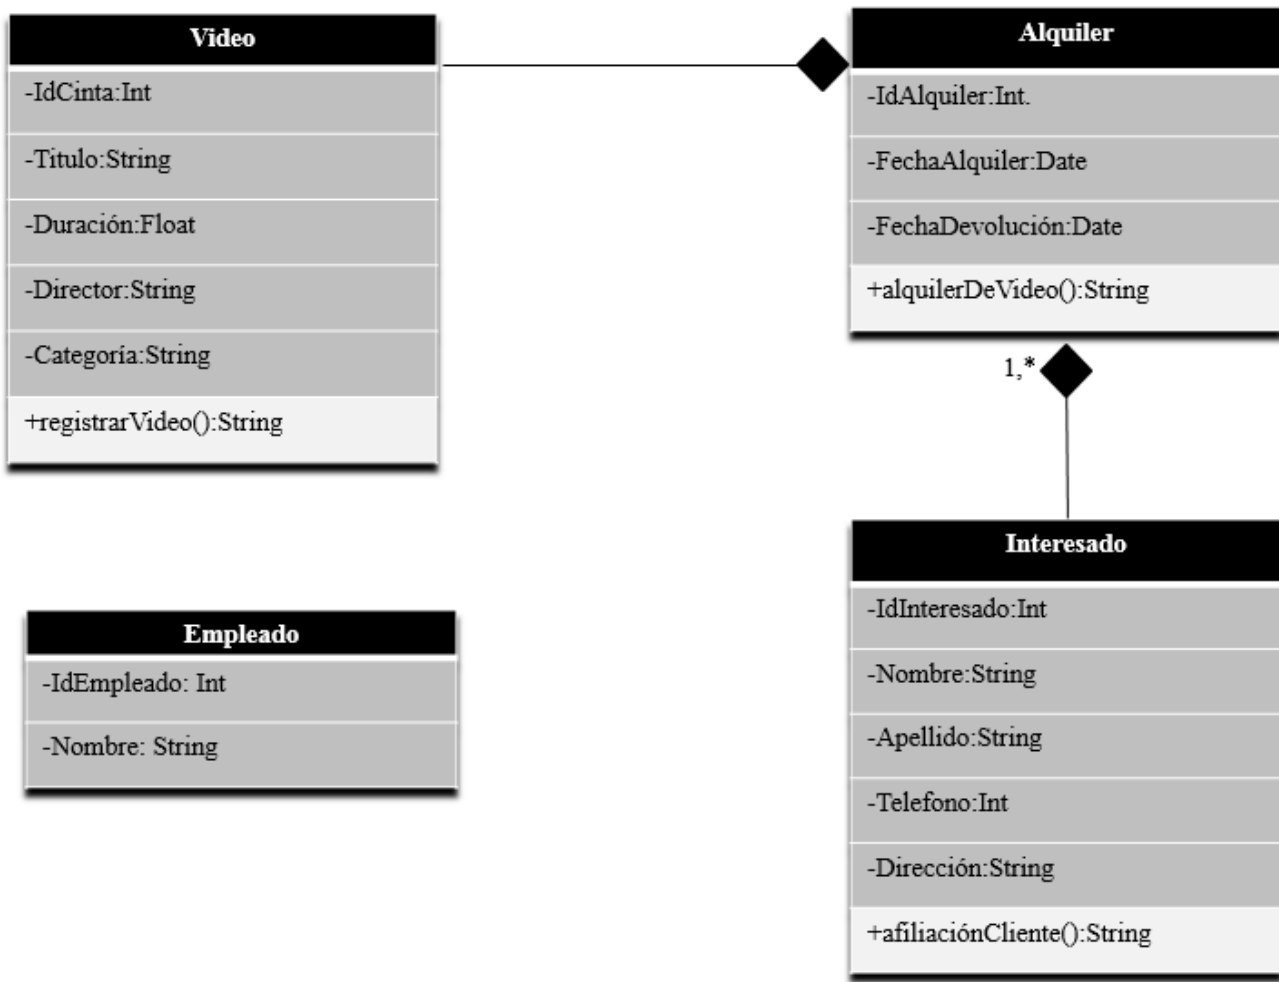 Video
-IdCinta:Int
-Titulo:String
-Duración:Float
-Director:String
-Categoría:String
+registrarVideo():String
Alquiler
-IdAlquiler:Int.
-FechaAlquiler:Date
-FechaDevolución:Date
+alquilerDeVideo():String
1,*
Empleado
-IdEmpleado: Int
-Nombre: String
Interesado
-IdInteresado:Int
-Nombre:String
-Apellido:String
-Telefono:Int
-Dirección:String
+afiliaciónCliente():String